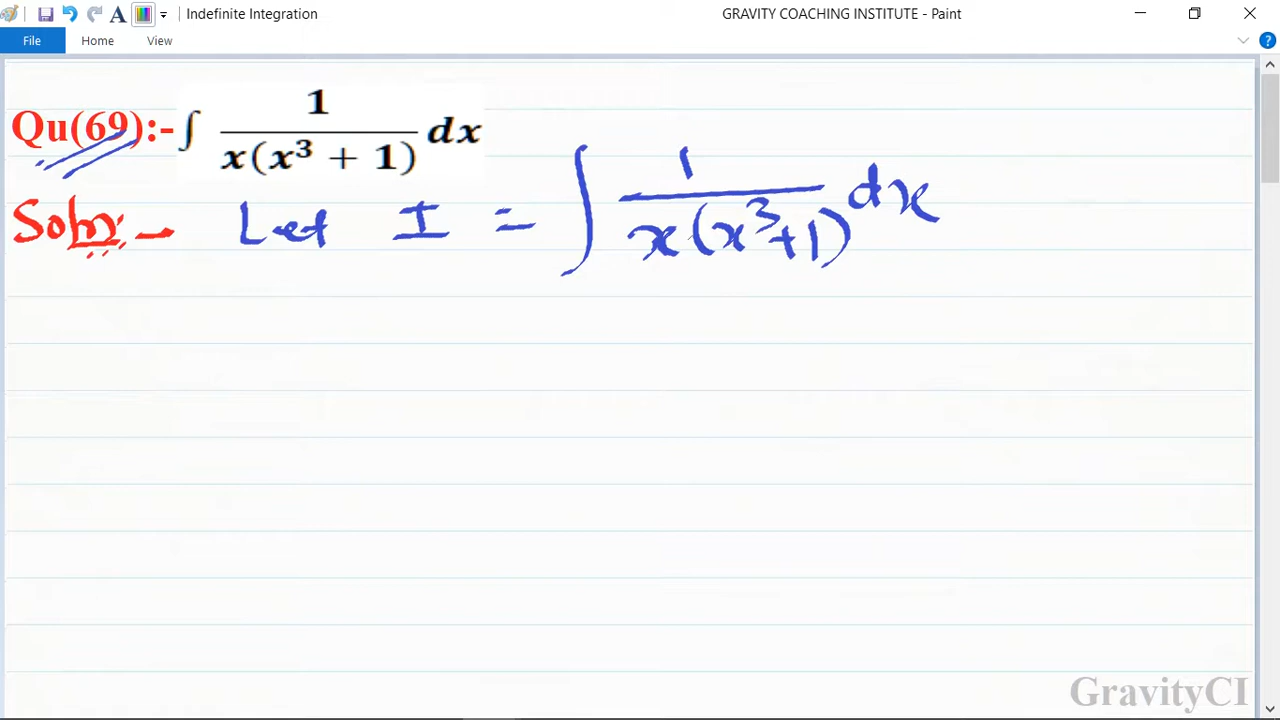 Indefinite Integration
GRAVITY COACHING INSTITUTE - Paint
File Home View
Qu(69):- ∫ 1/(x(x³ + 1)) dx
Soln:- Let I = ∫ 1/(x(x³+1)) dx
GravityCI